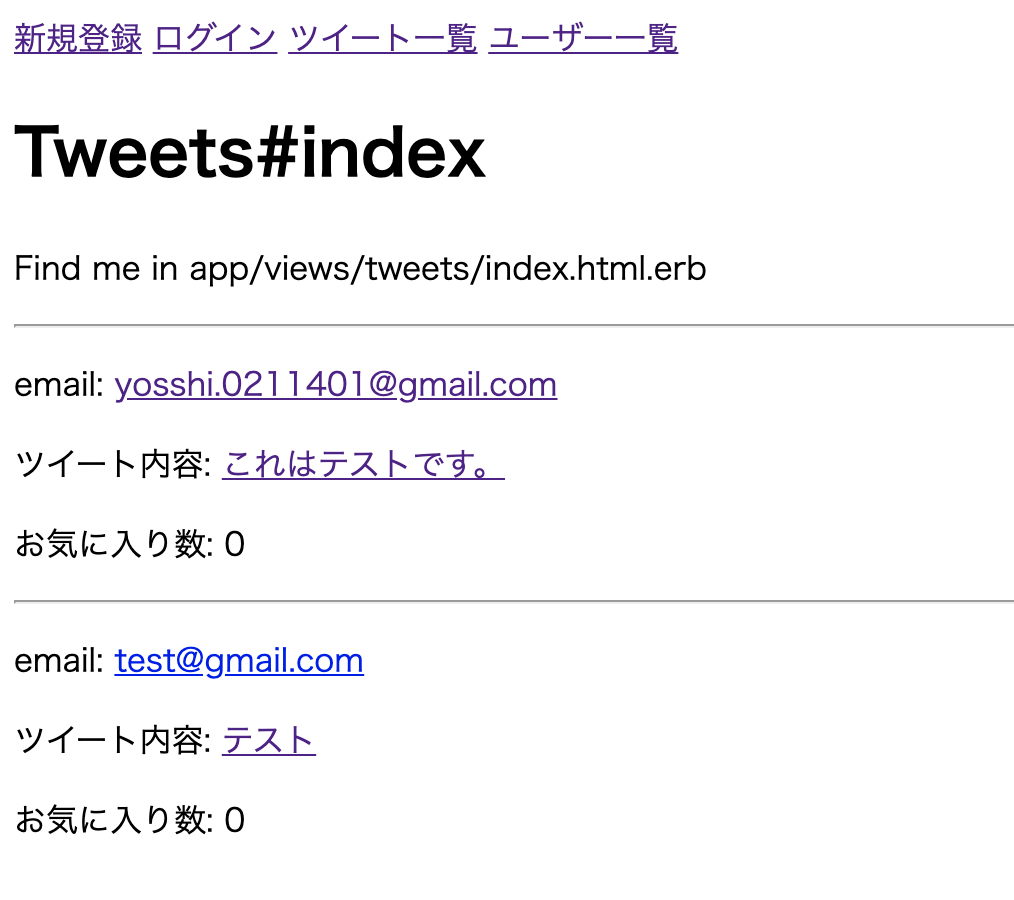 新規登録 ログイン ツイート一覧 ユーザー一覧
Tweets#index
Find me in app/views/tweets/index.html.erb
email: yosshi.0211401@gmail.com
ツイート内容: これはテストです。
お気に入り数: 0
email: test@gmail.com
ツイート内容: テスト
お気に入り数: 0